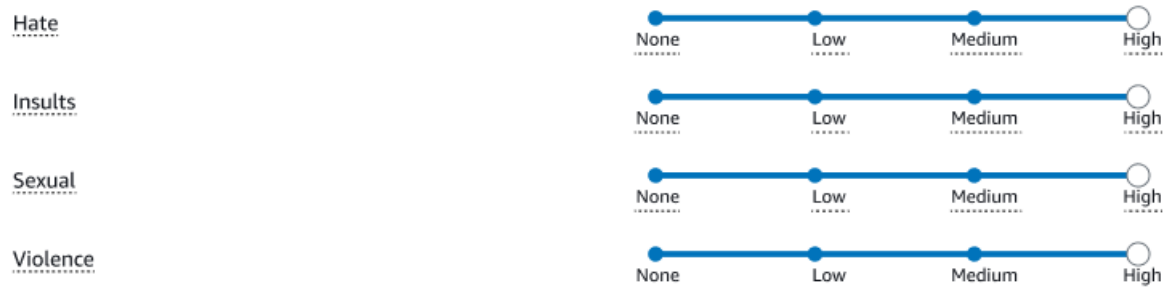 Hate
None Low Medium High
Insults
None Low Medium High
Sexual
None Low Medium High
Violence
None Low Medium High